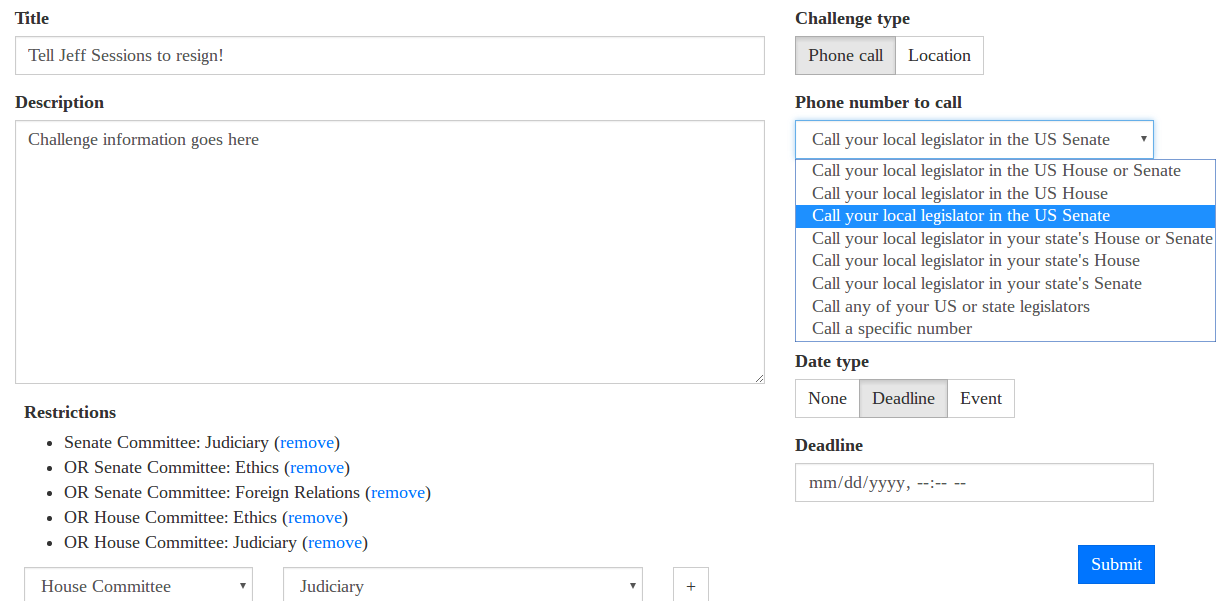 Title
Tell Jeff Sessions to resign!
Description
Challenge information goes here
Restrictions
Senate Committee: Judiciary (remove)
OR Senate Committee: Ethics (remove)
OR Senate Committee: Foreign Relations (remove)
OR House Committee: Ethics (remove)
OR House Committee: Judiciary (remove)
House Committee
Judiciary
+
Challenge type
Phone call
Location
Phone number to call
Call your local legislator in the US Senate
Call your local legislator in the US House or Senate
Call your local legislator in the US House
Call your local legislator in the US Senate
Call your local legislator in your state's House or Senate
Call your local legislator in your state's House
Call your local legislator in your state's Senate
Call any of your US or state legislators
Call a specific number
Date type
None
Deadline
Event
Deadline
mm/dd/yyyy, --:-- --
Submit